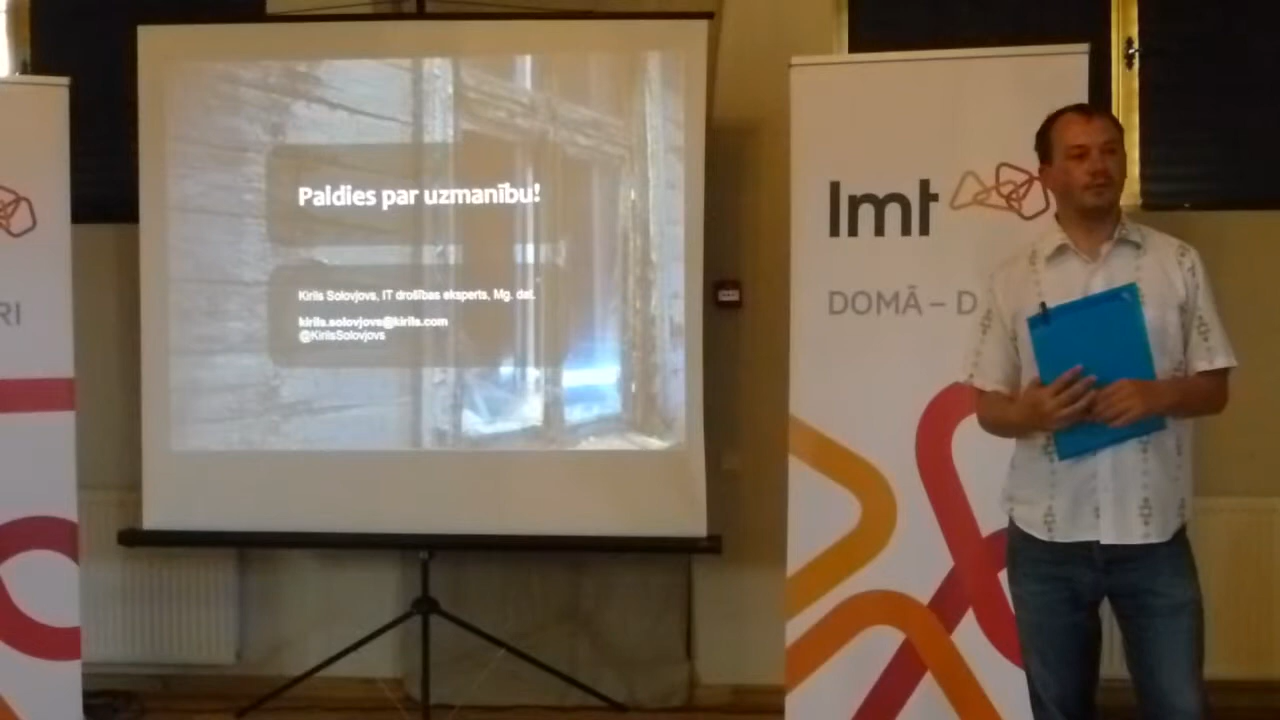 Paldies par uzmanību!
Kirils Solovjovs, IT drošības eksperts, Mg. dat.
kirils.solovjovs@kirils.com
@KirilsSolovjovs
lmt
DOMĀ – D
RI